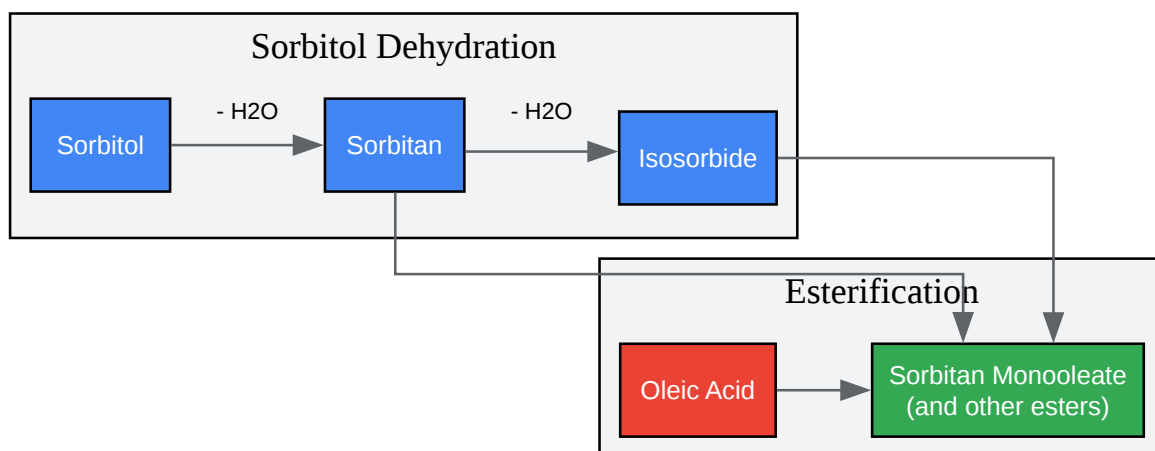 Sorbitol Dehydration
- H2O
- H2O
Sorbitol
Sorbitan
Isosorbide
Esterification
Oleic Acid
Sorbitan Monooleate
(and other esters)